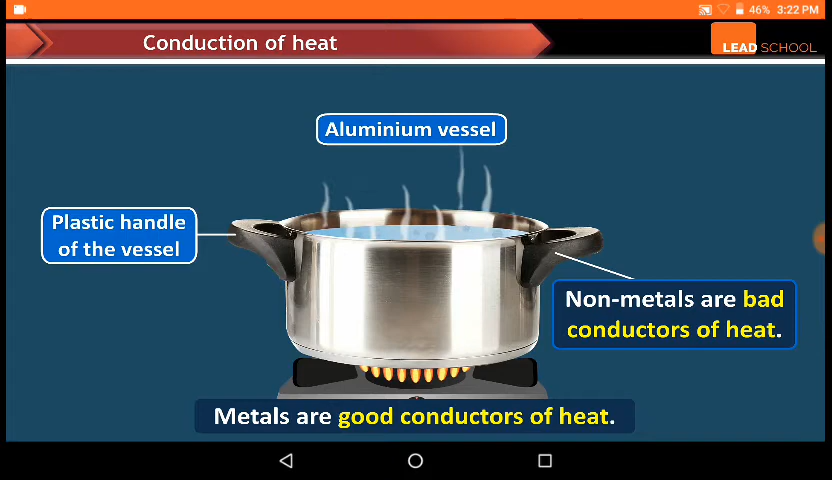 46% 3:22 PM
Conduction of heat
LEAD SCHOOL
Aluminium vessel
Plastic handle
of the vessel
Non-metals are bad
conductors of heat.
Metals are good conductors of heat.